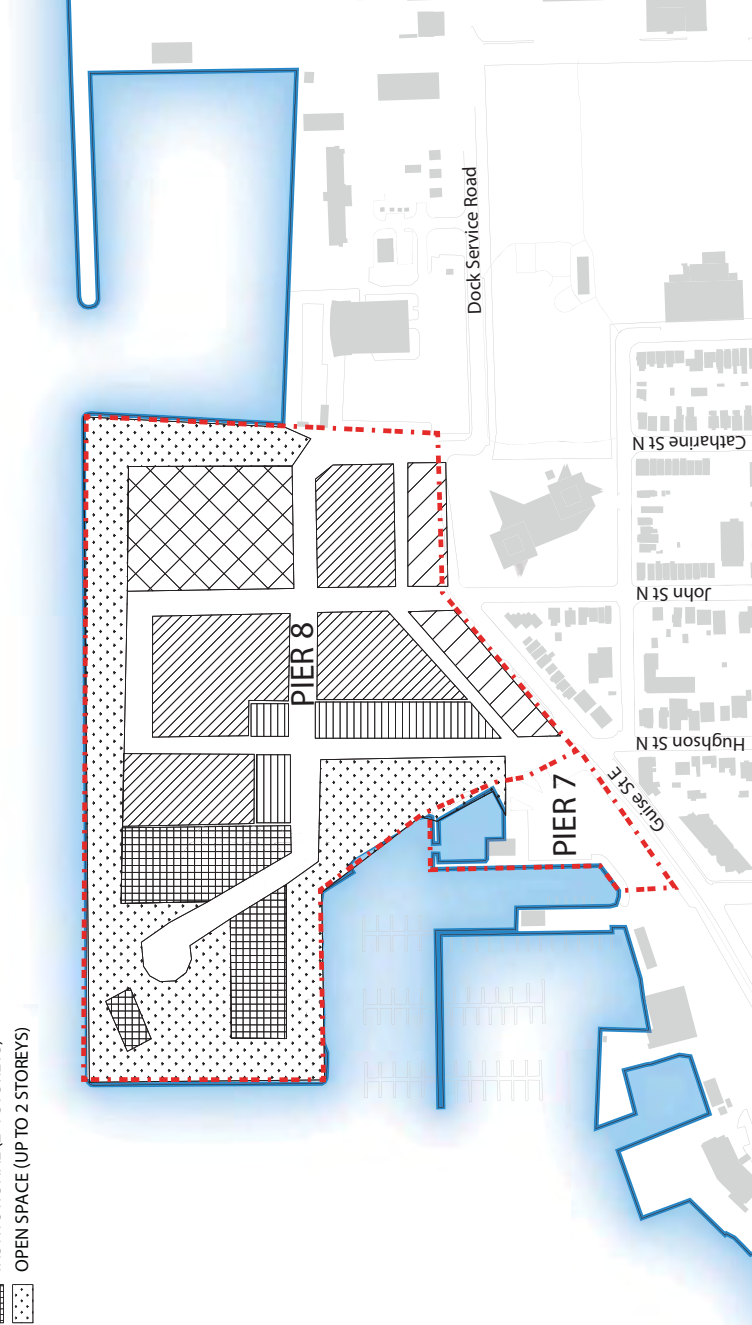 OPEN SPACE (UP TO 2 STOREYS)
PIER 8
PIER 7
Dock Service Road
Catharine St N
John St N
Hughson St N
Guise St E